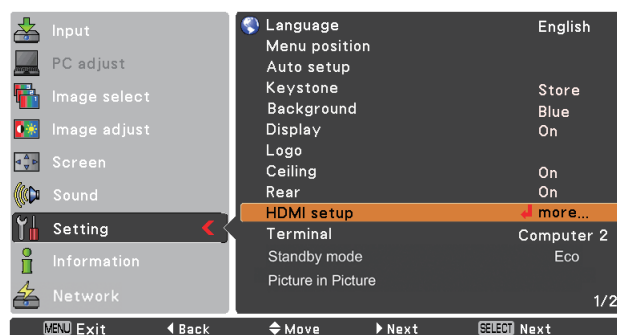 Input
PC adjust
Image select
Image adjust
Screen
Sound
Setting
Information
Network
Language English
Menu position
Auto setup
Keystone Store
Background Blue
Display On
Logo
Ceiling On
Rear On
HDMI setup more...
Terminal Computer 2
Standby mode Eco
Picture in Picture
1/2
MENU Exit Back Move Next SELECT Next